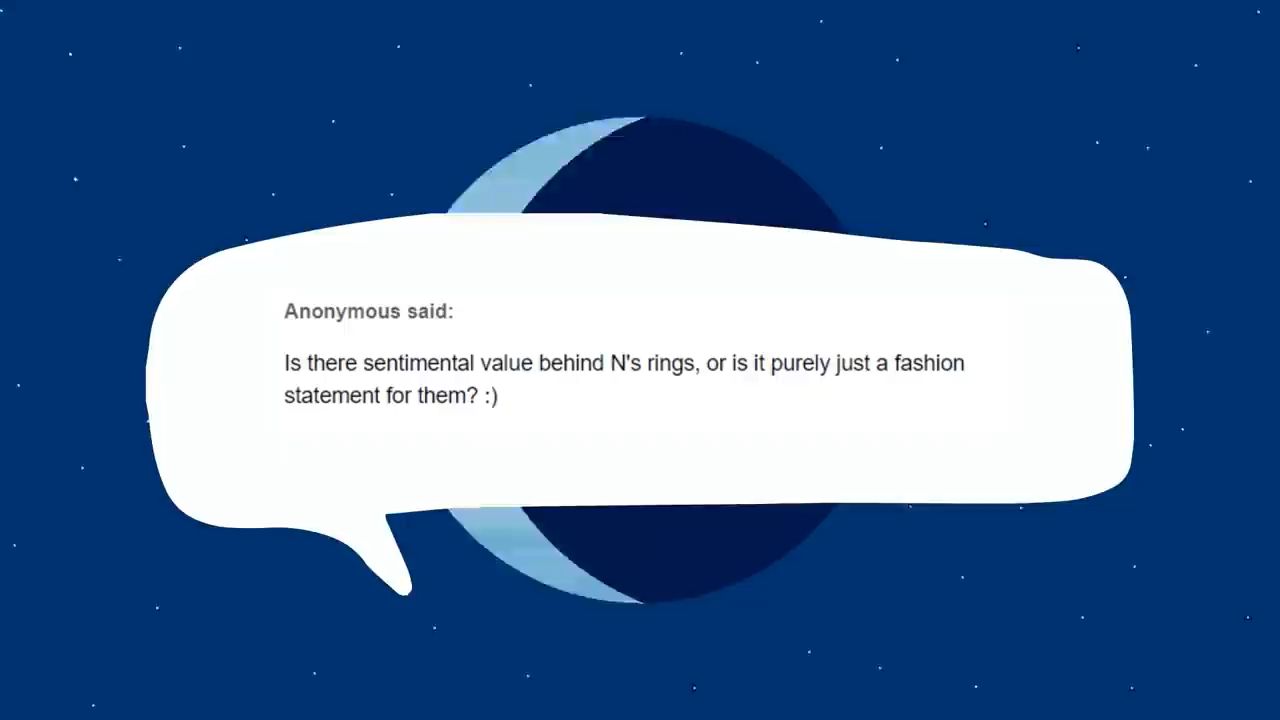 Anonymous said:
Is there sentimental value behind N's rings, or is it purely just a fashion
statement for them? :)